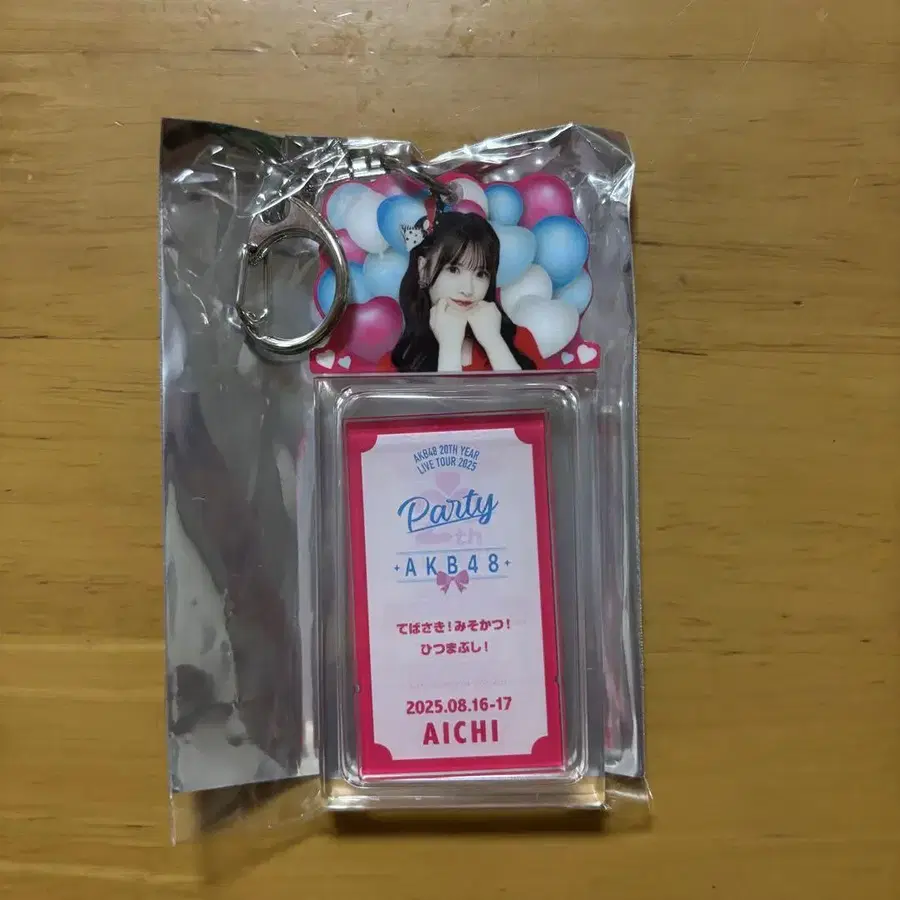 AKB48 20TH YEAR
LIVE TOUR 2025
Party
th
AKB48
てばさき!みそかつ!
ひつまぶし!
2025.08.16-17
AICHI